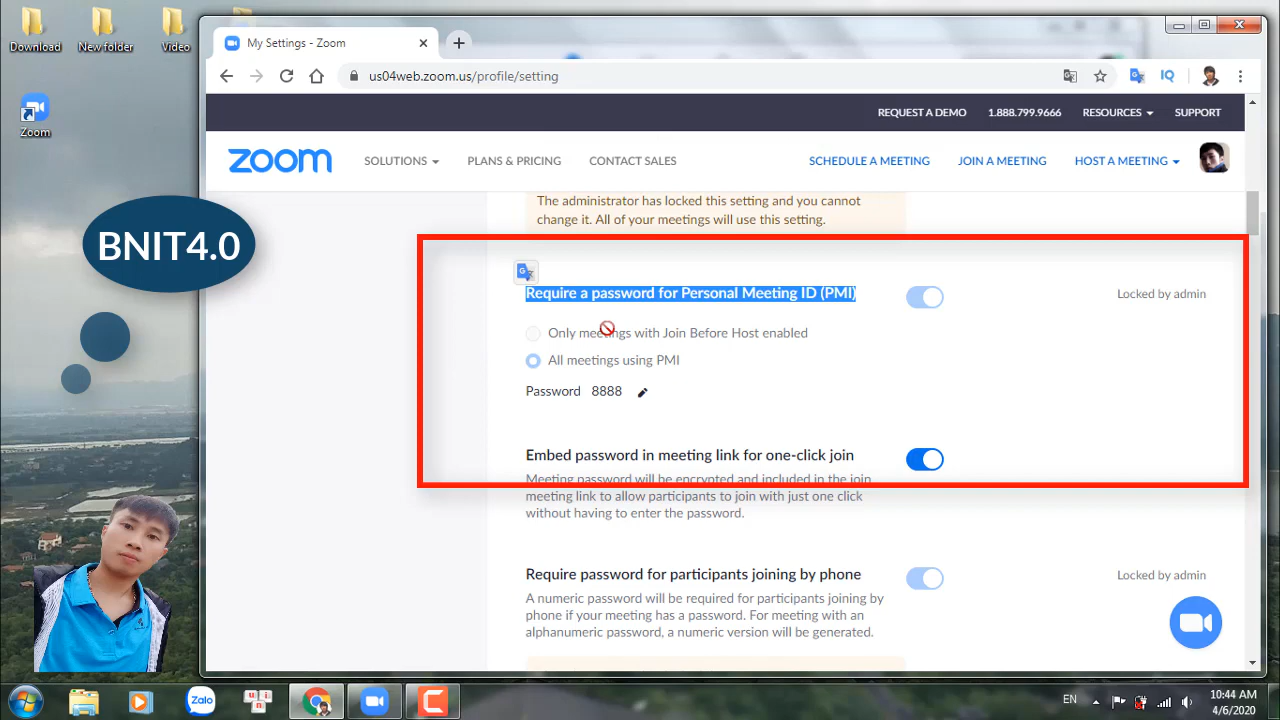 Download
New folder
Video
Zoom
BNIT4.0
My Settings - Zoom
us04web.zoom.us/profile/setting
IQ
REQUEST A DEMO
1.888.799.9666
RESOURCES
SUPPORT
zoom
SOLUTIONS
PLANS & PRICING
CONTACT SALES
SCHEDULE A MEETING
JOIN A MEETING
HOST A MEETING
The administrator has locked this setting and you cannot
change it. All of your meetings will use this setting.
G
Require a password for Personal Meeting ID (PMI)
Locked by admin
Only meetings with Join Before Host enabled
All meetings using PMI
Password 8888
Embed password in meeting link for one-click join
Meeting password will be encrypted and included in the join
meeting link to allow participants to join with just one click
without having to enter the password.
Require password for participants joining by phone
Locked by admin
A numeric password will be required for participants joining by
phone if your meeting has a password. For meeting with an
alphanumeric password, a numeric version will be generated.
Zalo
u n i
C
EN
10:44 AM
4/6/2020